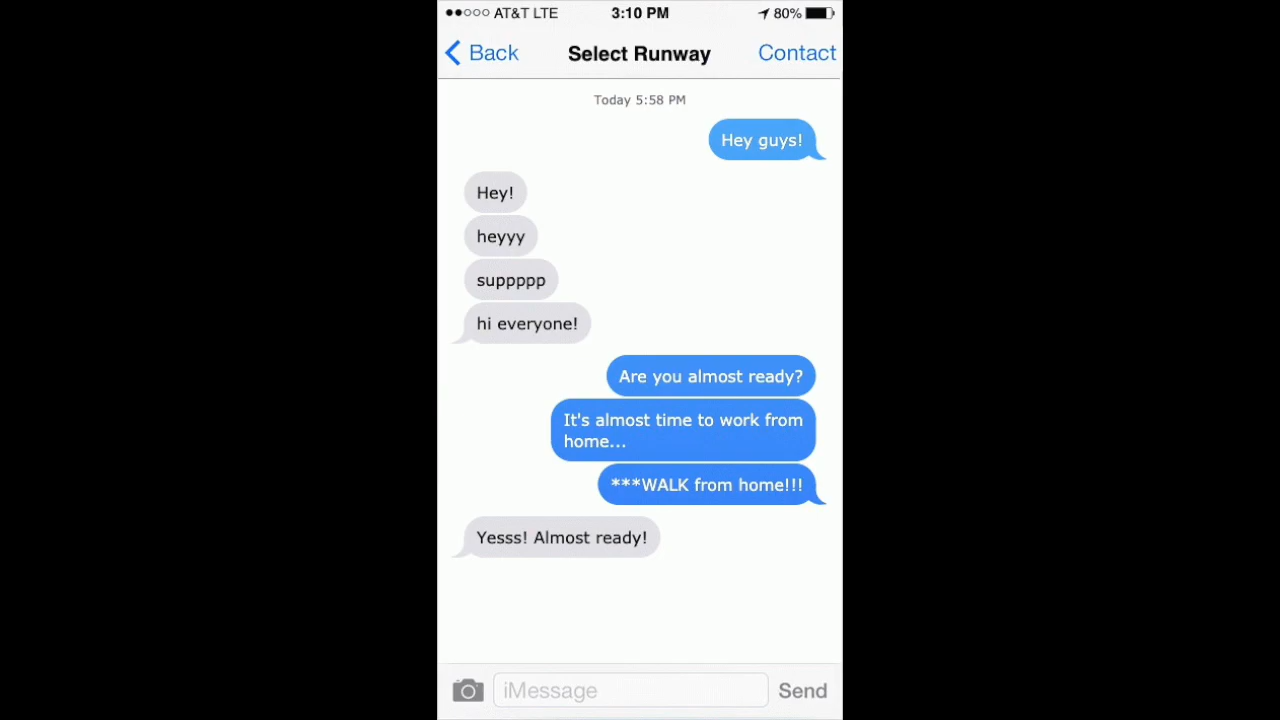 AT&T LTE 3:10 PM 80%
Back Select Runway Contact
Today 5:58 PM
Hey guys!
Hey!
heyyy
supppppp
hi everyone!
Are you almost ready?
It's almost time to work from
home...
***WALK from home!!!
Yesss! Almost ready!
iMessage Send